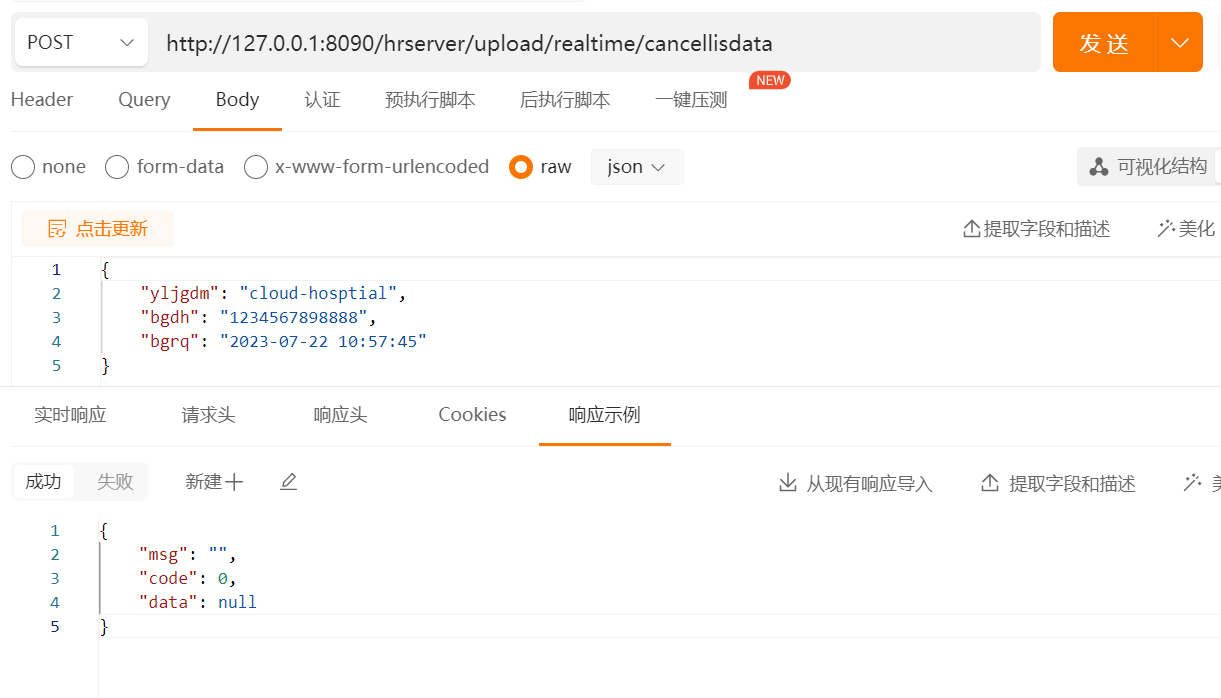 POST http://127.0.0.1:8090/hrserver/upload/realtime/cancellisdata 发送
NEW
Header Query Body 认证 预执行脚本 后执行脚本 一键压测
none form-data x-www-form-urlencoded raw json 可视化结构
点击更新 提取字段和描述 美化
1 {
2 "yljgdm": "cloud-hosptial",
3 "bgdh": "1234567898888",
4 "bgrq": "2023-07-22 10:57:45"
5 }
实时响应 请求头 响应头 Cookies 响应示例
成功 失败 新建 从现有响应导入 提取字段和描述 美
1 {
2 "msg": "",
3 "code": 0,
4 "data": null
5 }